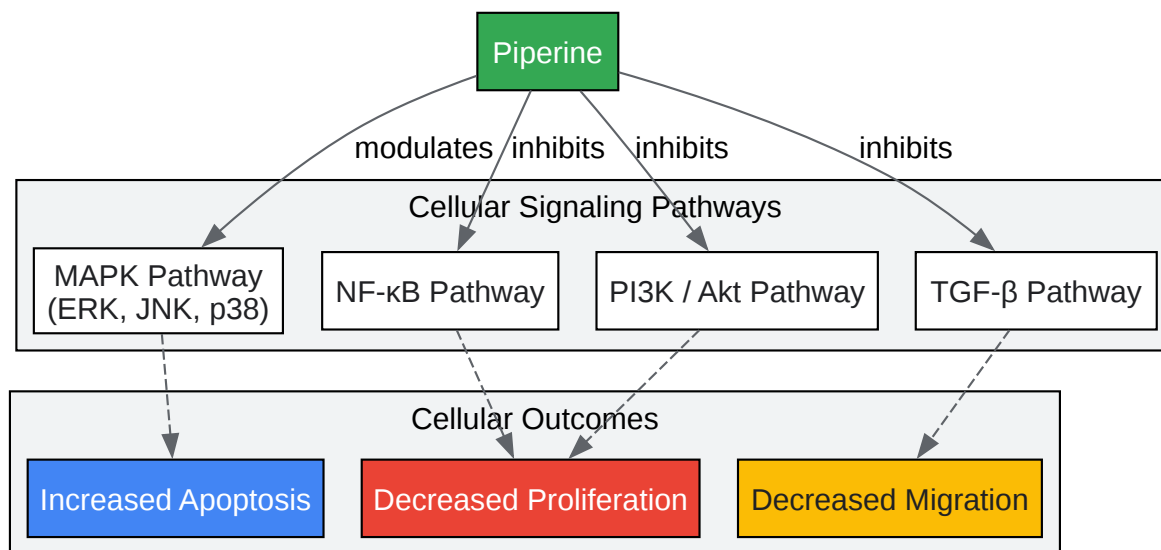 Piperine
modulates
inhibits
inhibits
inhibits
Cellular Signaling Pathways
MAPK Pathway
(ERK, JNK, p38)
NF-κB Pathway
PI3K / Akt Pathway
TGF-β Pathway
Cellular Outcomes
Increased Apoptosis
Decreased Proliferation
Decreased Migration